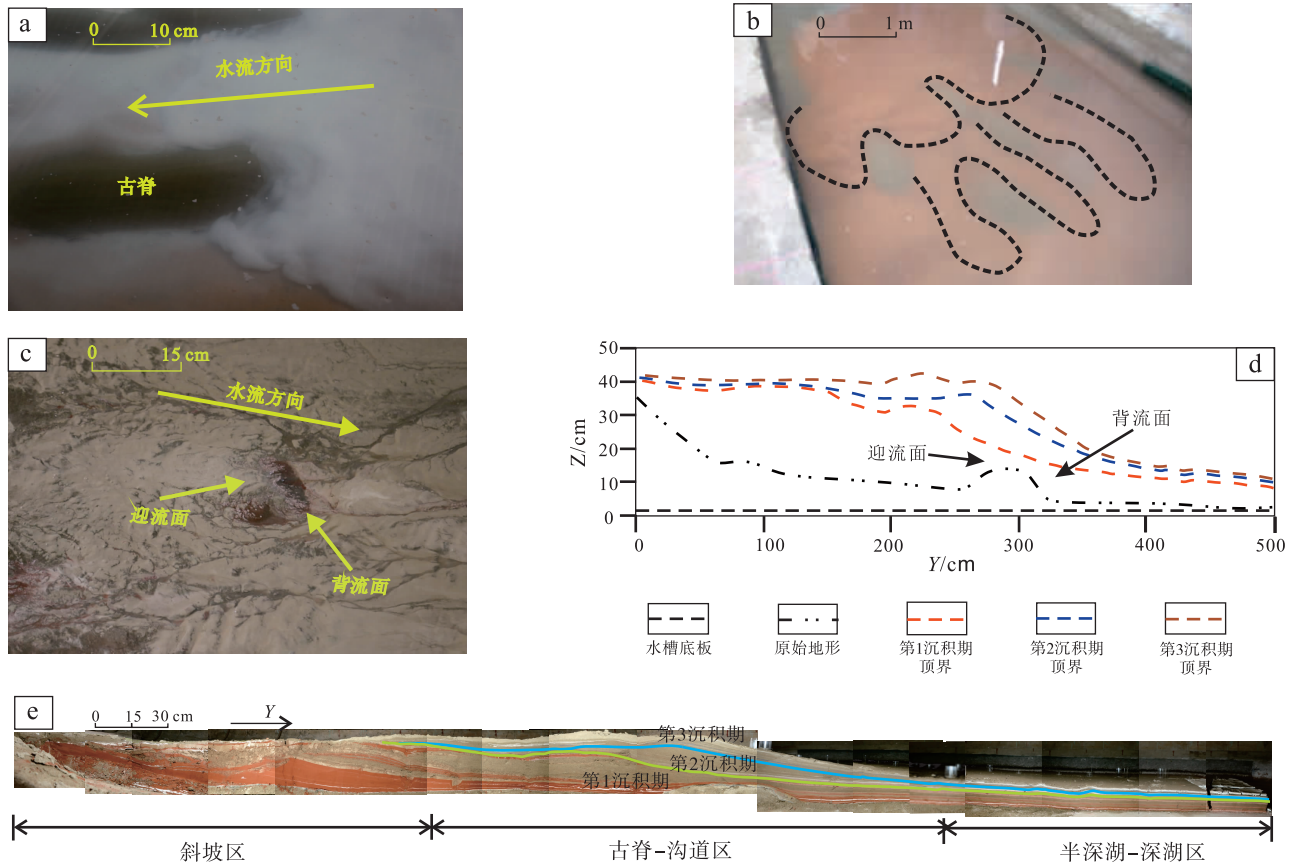 a
0 10 cm
水流方向
古脊
b
0 1 m
c
0 15 cm
水流方向
迎流面
背流面
d
50
40
30
20
10
0
Z/cm
迎流面
背流面
0 100 200 300 400 500
Y/cm
水槽底板
原始地形
第1沉积期
顶界
第2沉积期
顶界
第3沉积期
顶界
e
0 15 30 cm
Y
第3沉积期
第2沉积期
第1沉积期
斜坡区
古脊-沟道区
半深湖-深湖区